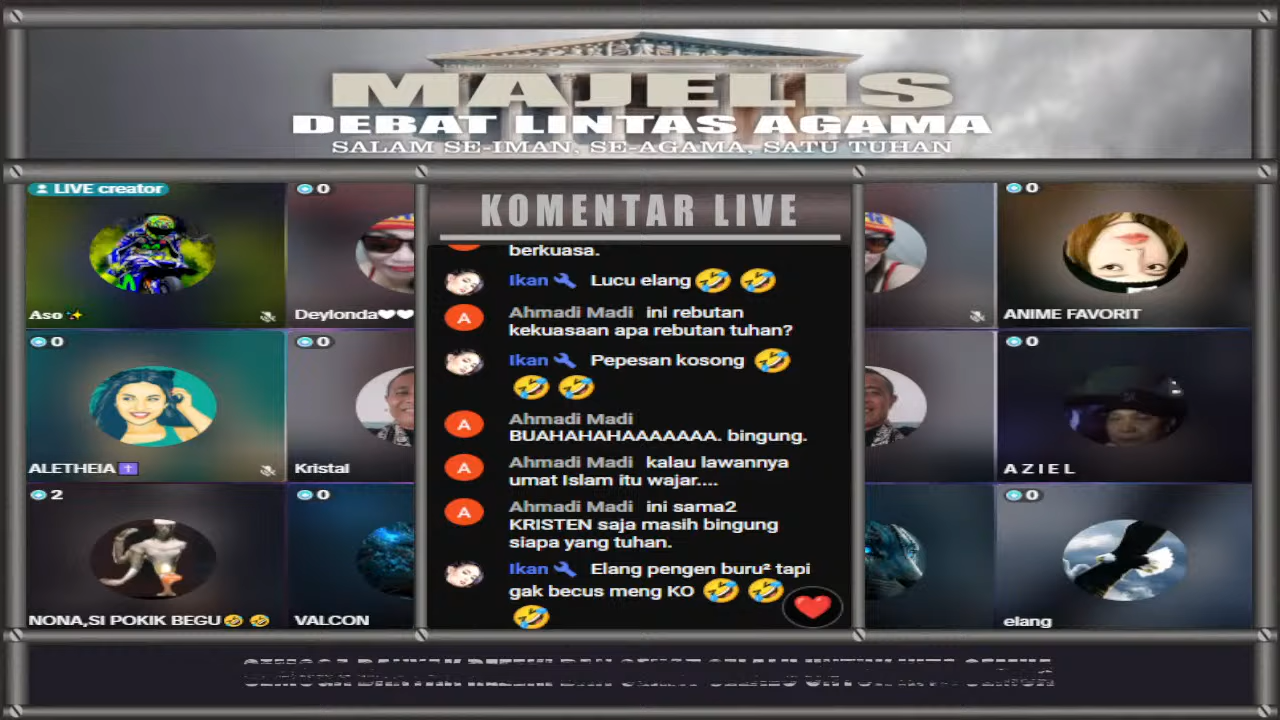 MAJELIS
DEBAT LINTAS AGAMA
SALAM SE-IMAN, SE-AGAMA, SATU TUHAN
LIVE creator
0
0
KOMENTAR LIVE
berkuasa.
Ikan Lucu elang 🤣 🤣
Aso ✨
Deylonda❤❤
ANIME FAVORIT
Ahmadi Madi ini rebutan
kekuasaan apa rebutan tuhan?
0
0
0
Ikan Pepesan kosong 🤣
🤣 🤣
Ahmadi Madi
BUAHAHAHAAAAAAA. bingung.
Ahmadi Madi kalau lawannya
umat Islam itu wajar....
ALETHEIA
Kristal
A Z I E L
2
0
0
Ahmadi Madi ini sama2
KRISTEN saja masih bingung
siapa yang tuhan.
Ikan Elang pengen buru² tapi
gak becus meng KO 🤣 🤣
🤣
NONA,SI POKIK BEGU🤣 🤣
VALCON
elang